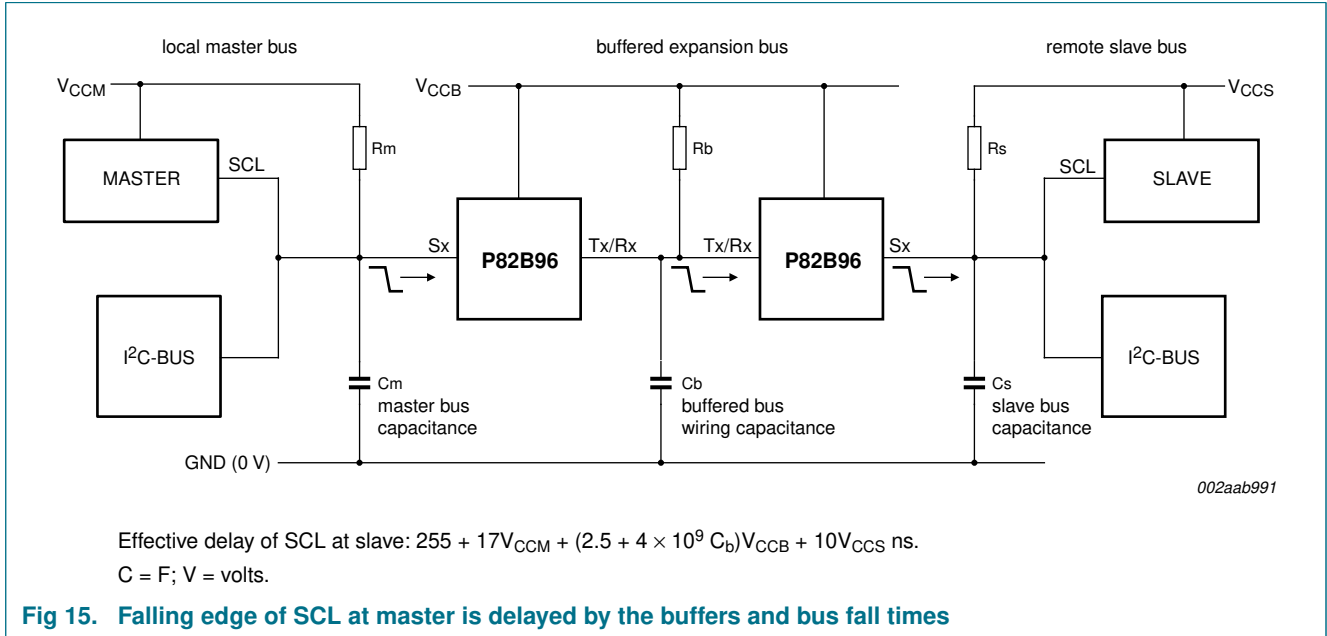 local master bus
buffered expansion bus
remote slave bus
VCCM
VCCB
VCCS
Rm
Rb
Rs
MASTER
SCL
SCL
SLAVE
Sx
P82B96
Tx/Rx
Tx/Rx
P82B96
Sx
I²C-BUS
I²C-BUS
Cm
master bus
capacitance
Cb
buffered bus
wiring capacitance
Cs
slave bus
capacitance
GND (0 V)
002aab991
Effective delay of SCL at slave: 255 + 17VCCM + (2.5 + 4 × 10⁹ Cb)VCCB + 10VCCS ns.
C = F; V = volts.
Fig 15. Falling edge of SCL at master is delayed by the buffers and bus fall times